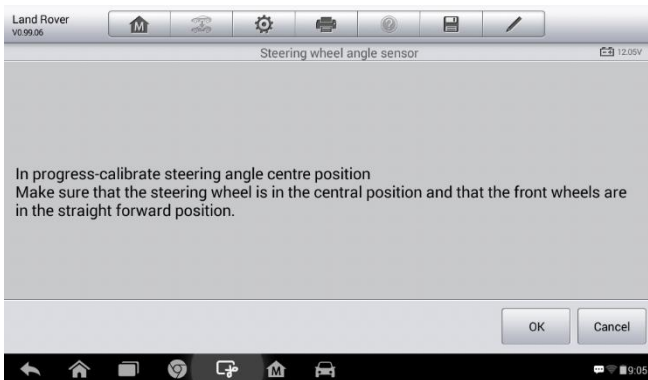 Land Rover
V0.99.06
M
?
Steering wheel angle sensor
12.05V
In progress-calibrate steering angle centre position
Make sure that the steering wheel is in the central position and that the front wheels are
in the straight forward position.
OK Cancel
M
9:05